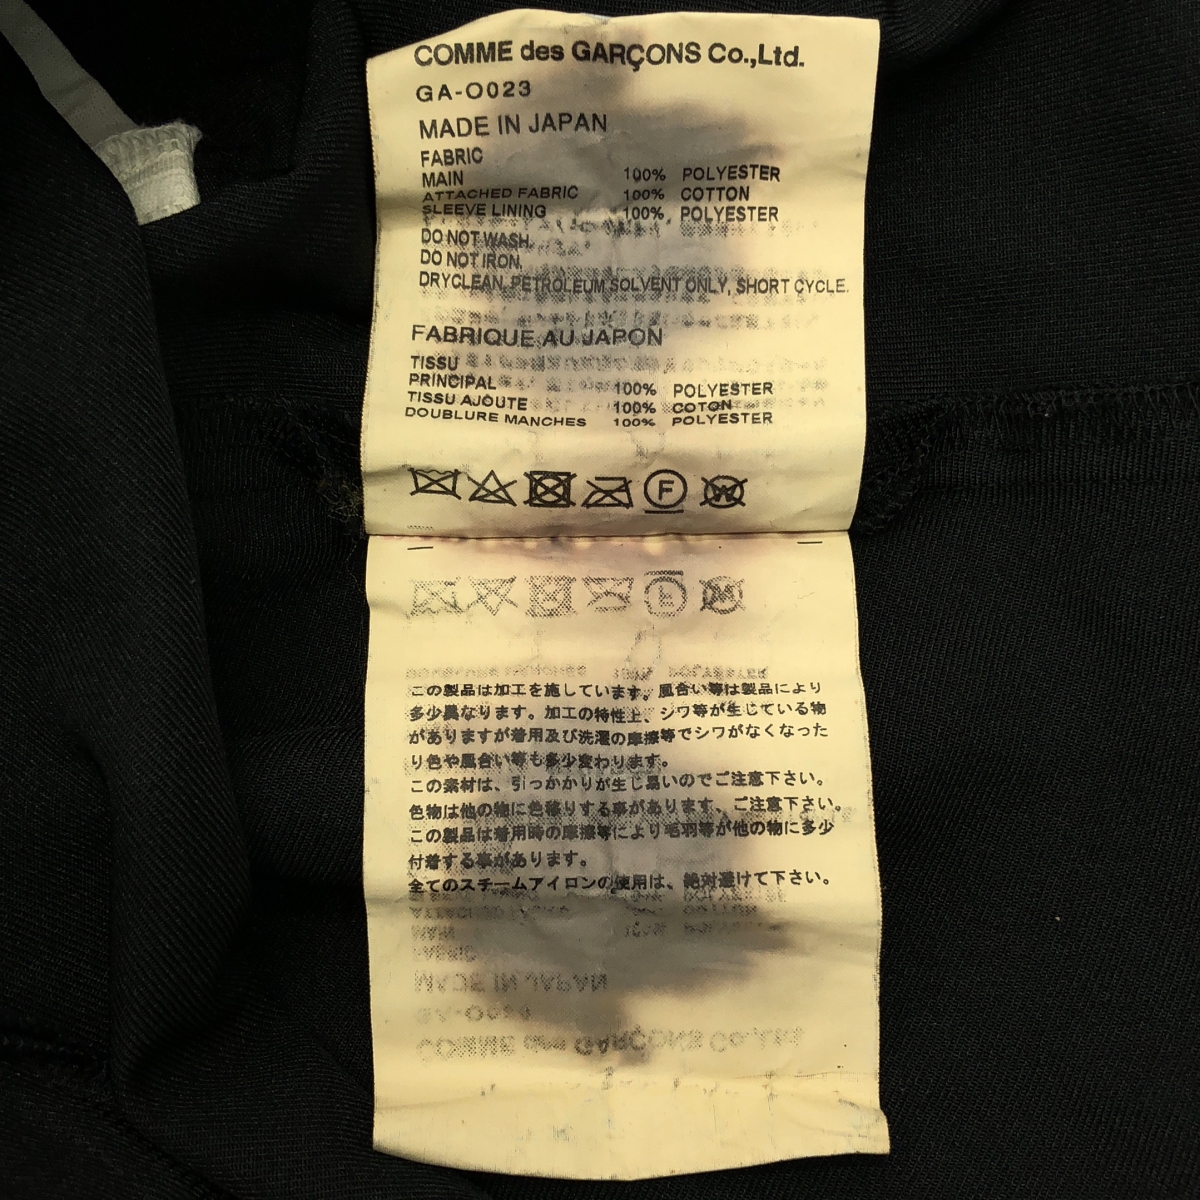 COMME des GARÇONS Co.,Ltd.
GA-O023
MADE IN JAPAN
FABRIC
MAIN 100% POLYESTER
ATTACHED FABRIC 100% COTTON
SLEEVE LINING 100% POLYESTER
DO NOT WASH,
DO NOT IRON,
DRYCLEAN, PETROLEUM SOLVENT ONLY, SHORT CYCLE.
FABRIQUE AU JAPON
TISSU
PRINCIPAL 100% POLYESTER
TISSU AJOUTE 100% COTON
DOUBLURE MANCHES 100% POLYESTER
F W
この製品は加工を施しています。風合い等は製品により
多少異なります。加工の特性上、シワ等が生じている物
がありますが着用及び洗濯の摩擦等でシワがなくなった
り色や風合い等も多少変わります。
この素材は、引っかかりが生じ易いのでご注意下さい。
色物は他の物に色移りする事があります、ご注意下さい。
この製品は着用時の摩擦等により毛羽等が他の物に多少
付着する事があります。
全てのスチームアイロンの使用は、絶対避けて下さい。